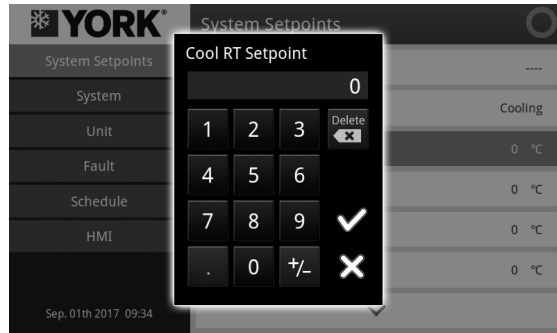 YORK®
System Setpoints
System Setpoints
System
Unit
Fault
Schedule
HMI
Sep. 01th 2017 09:34
Cool RT Setpoint
0
1 2 3 Delete
4 5 6
7 8 9
. 0 +/-
----
Cooling
0 °C
0 °C
0 °C
0 °C